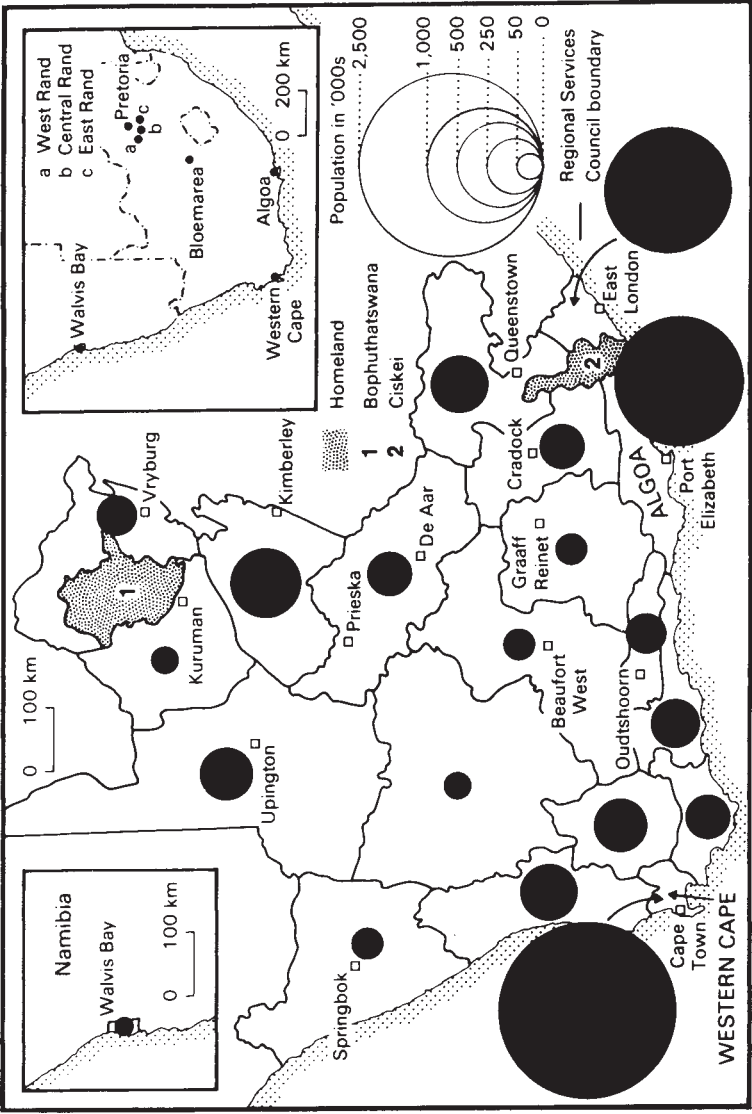 Namibia
Walvis Bay
0 100 km
0 100 km
Walvis Bay
a West Rand
b Central Rand
c East Rand
Pretoria
a
b
c
Bloemarea
Algoa
Western
Cape
0 200 km
1
Vryburg
Kuruman
Kimberley
Upington
Homeland
1 Bophuthatswana
2 Ciskei
Population in '000s
2,500
1,000
500
250
50
0
Regional Services
Council boundary
Springbok
Prieska
De Aar
Queenstown
Cradock
Graaff
Reinet
Beaufort
West
Oudtshoorn
2
East
London
ALGOA
Port
Elizabeth
Cape
Town
WESTERN CAPE